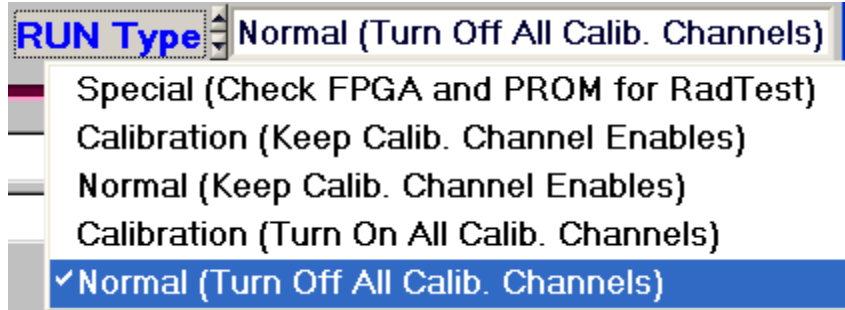 RUN Type Normal (Turn Off All Calib. Channels)
Special (Check FPGA and PROM for RadTest)
Calibration (Keep Calib. Channel Enables)
Normal (Keep Calib. Channel Enables)
Calibration (Turn On All Calib. Channels)
Normal (Turn Off All Calib. Channels)